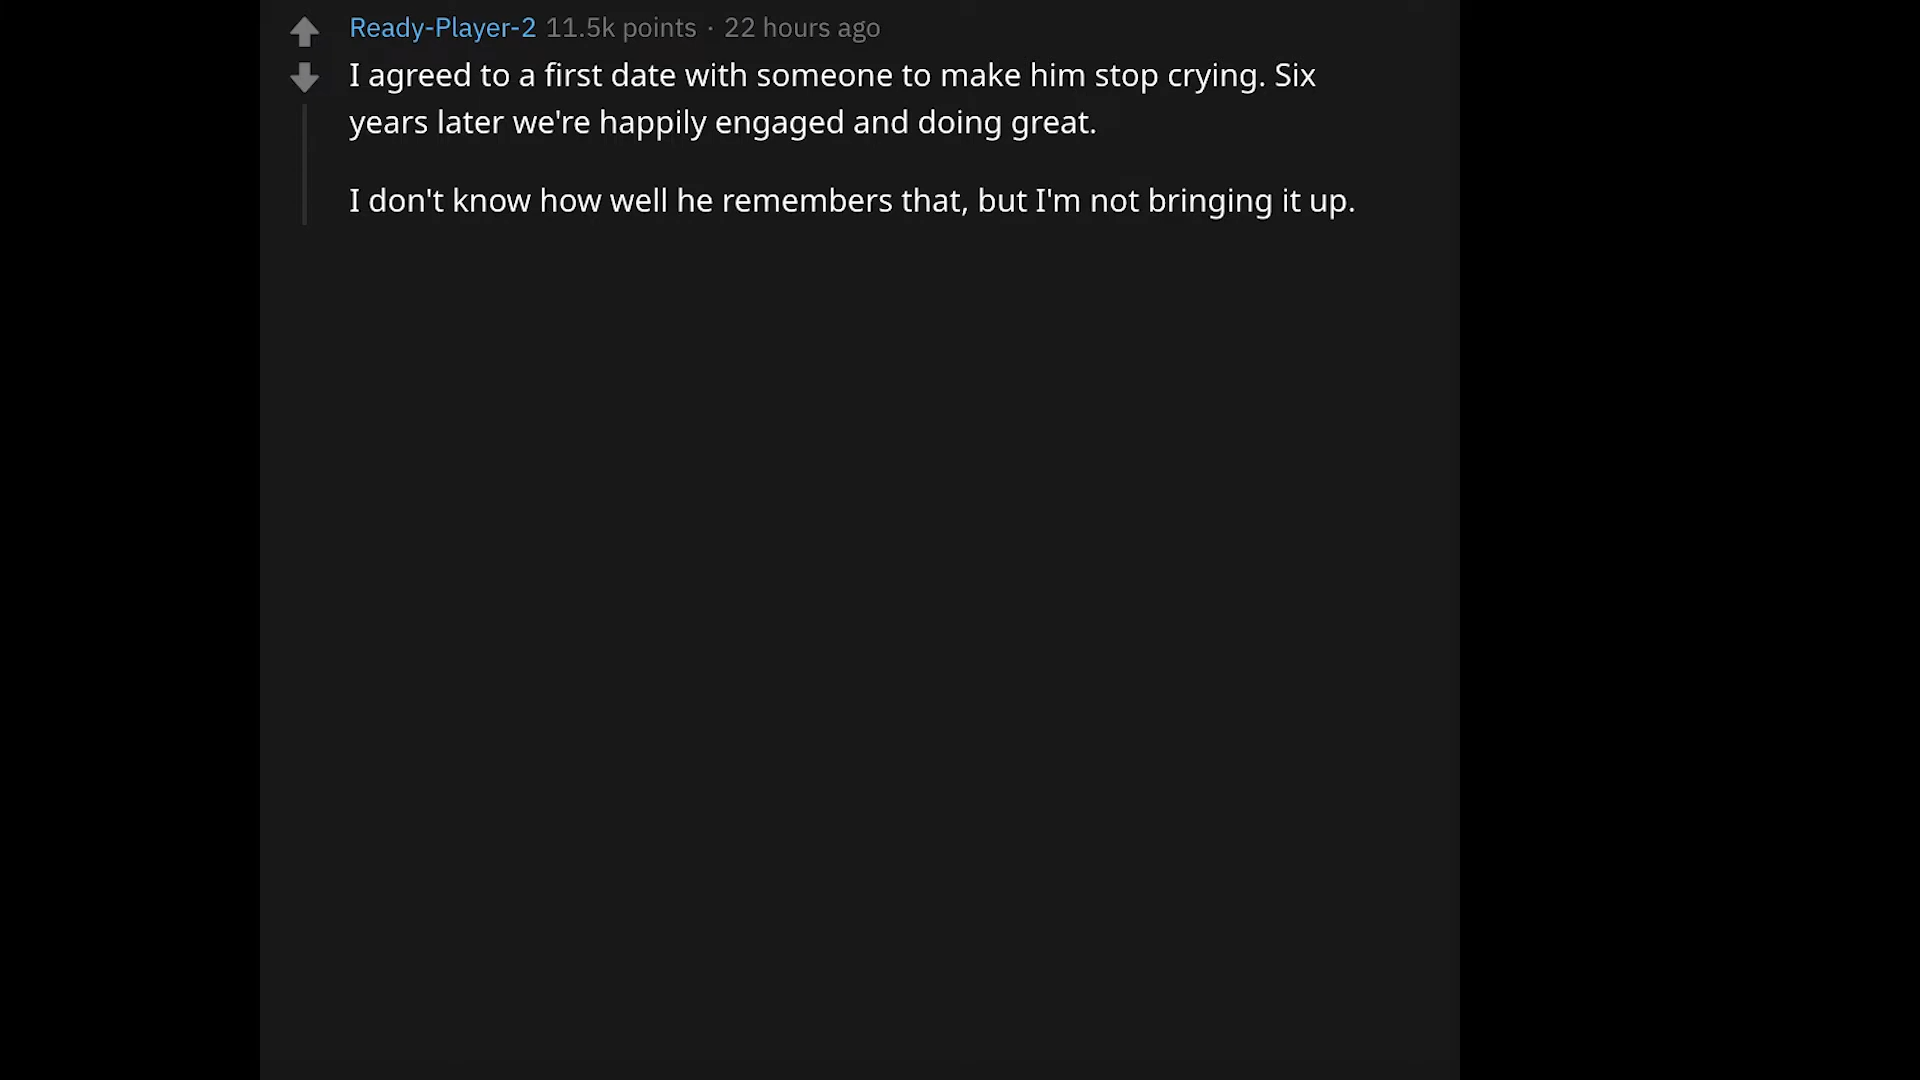 Ready-Player-2 11.5k points · 22 hours ago
I agreed to a first date with someone to make him stop crying. Six
years later we're happily engaged and doing great.
I don't know how well he remembers that, but I'm not bringing it up.